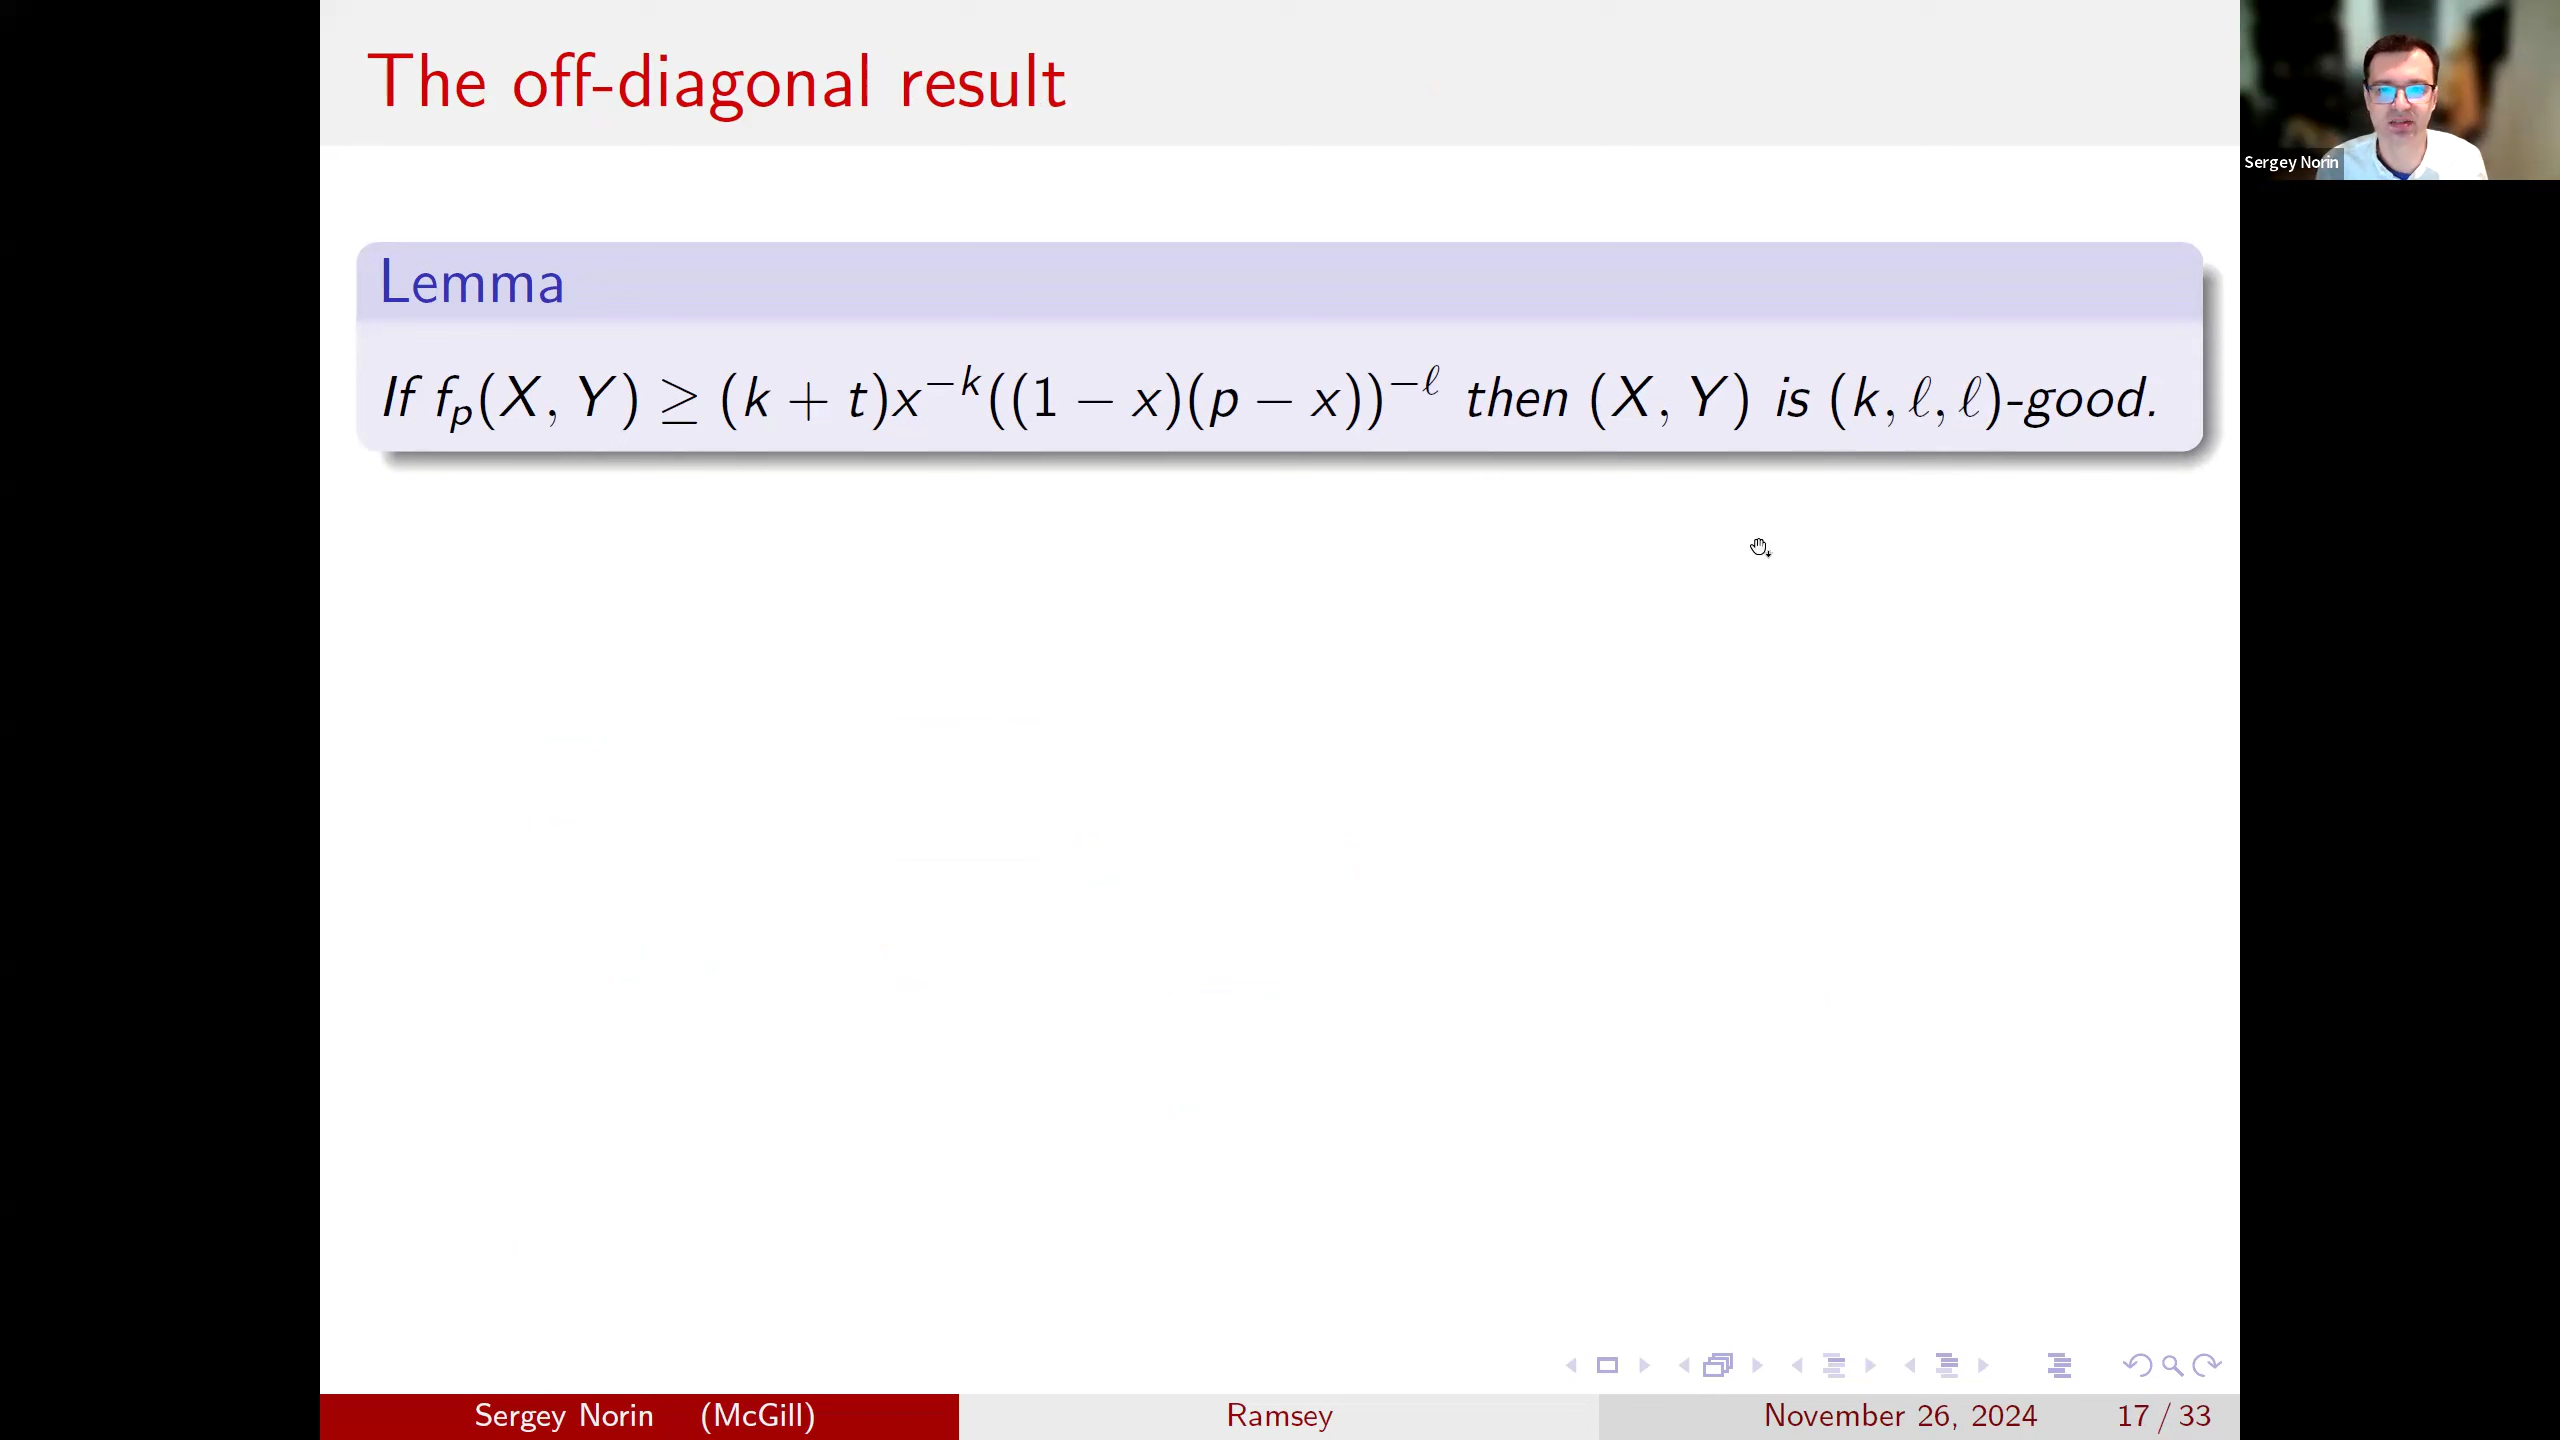 The off-diagonal result
Sergey Norin
Lemma
If f_p(X, Y) ≥ (k + t)x^{−k}((1 − x)(p − x))^{−ℓ} then (X, Y) is (k, ℓ, ℓ)-good.
Sergey Norin (McGill)
Ramsey
November 26, 2024
17 / 33